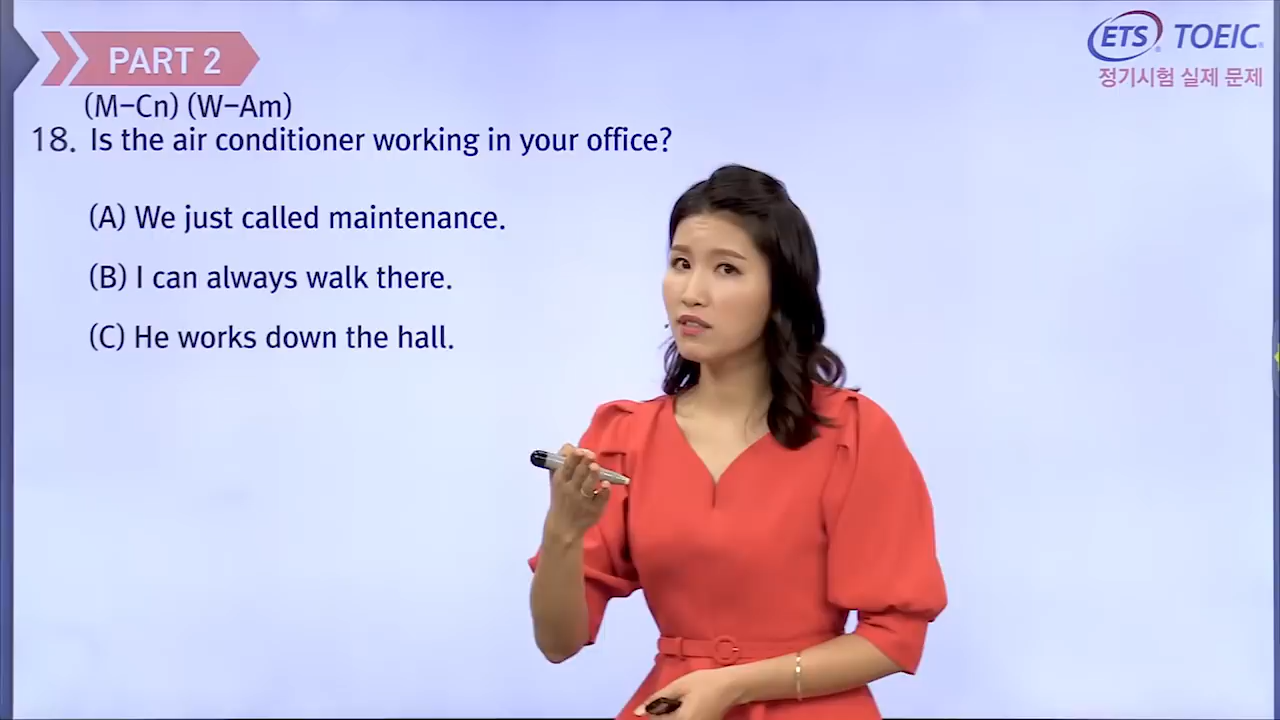 PART 2
ETS TOEIC
정기시험 실제 문제
(M-Cn) (W-Am)
18. Is the air conditioner working in your office?
(A) We just called maintenance.
(B) I can always walk there.
(C) He works down the hall.